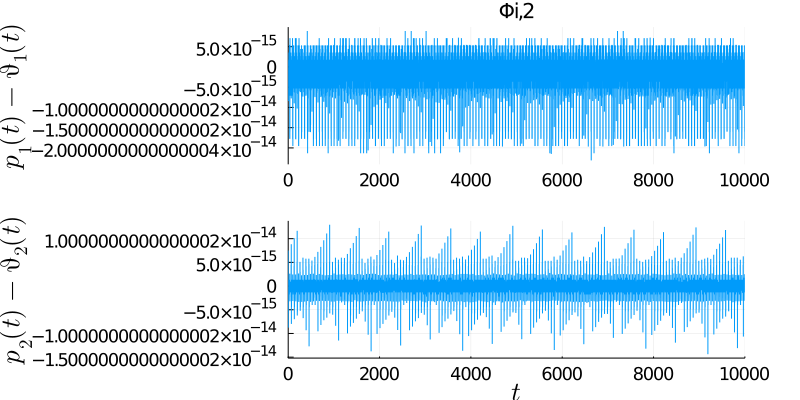 Φi,2
p₁(t) − ϑ₁(t)
5.0×10⁻¹⁵
0
−5.0×10⁻¹⁵
−1.0000000000000002×10⁻¹⁴
−1.5000000000000002×10⁻¹⁴
−2.0000000000000004×10⁻¹⁴
0 2000 4000 6000 8000 10000
p₂(t) − ϑ₂(t)
1.0000000000000002×10⁻¹⁴
5.0×10⁻¹⁵
0
−5.0×10⁻¹⁵
−1.0000000000000002×10⁻¹⁴
−1.5000000000000002×10⁻¹⁴
0 2000 4000 6000 8000 10000
t